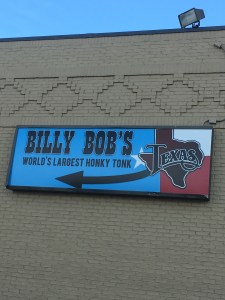 BILLY BOB'S
WORLD'S LARGEST HONKY TONK
TEXAS